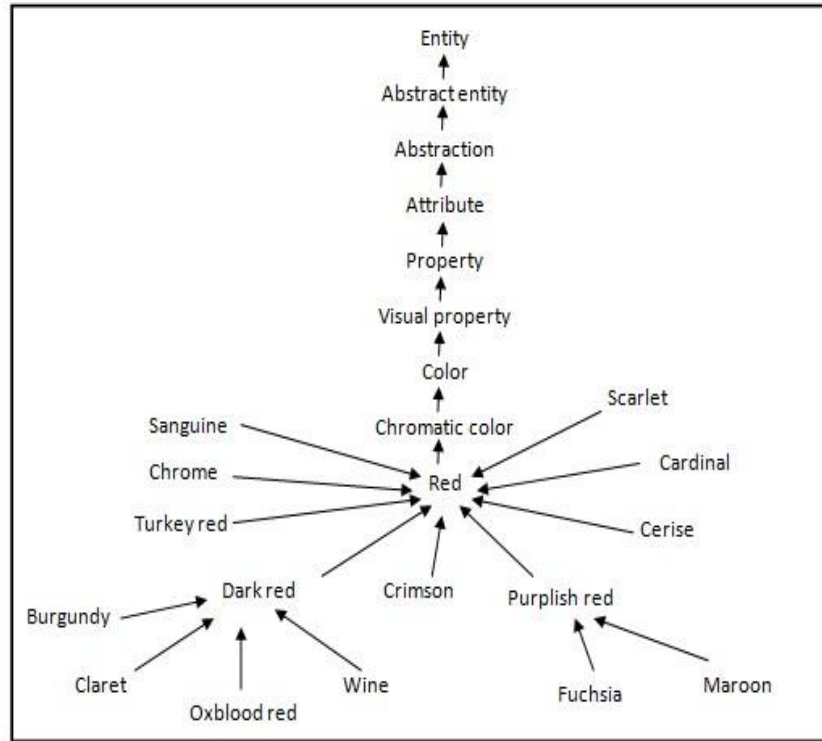 Entity
Abstract entity
Abstraction
Attribute
Property
Visual property
Color
Scarlet
Chromatic color
Sanguine
Cardinal
Chrome
Red
Turkey red
Cerise
Dark red
Crimson
Purplish red
Burgundy
Claret
Wine
Fuchsia
Maroon
Oxblood red